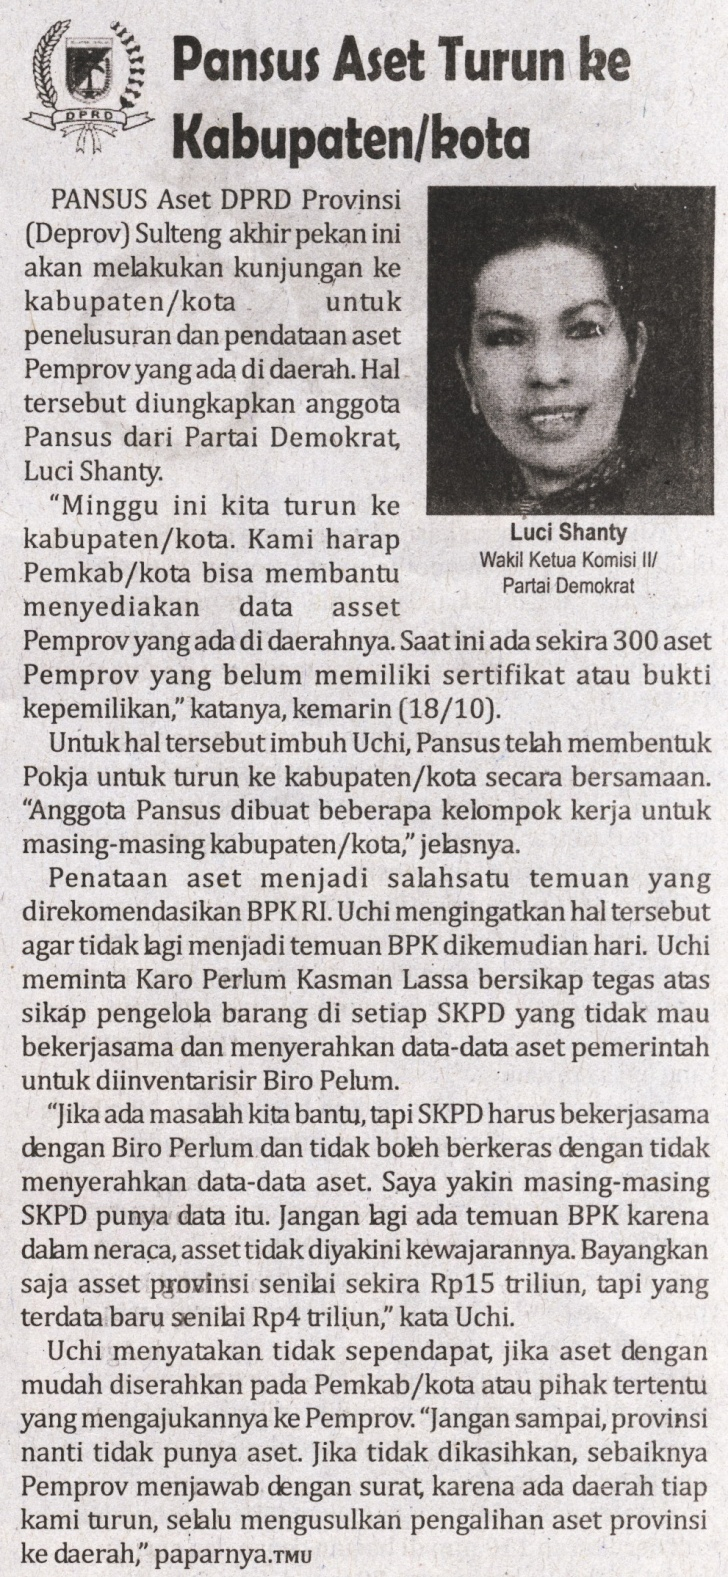 DPRD
Pansus Aset Turun ke
Kabupaten/kota
PANSUS Aset DPRD Provinsi
(Deprov) Sulteng akhir pekan ini
akan melakukan kunjungan ke
kabupaten/kota untuk
penelusuran dan pendataan aset
Pemprov yang ada di daerah. Hal
tersebut diungkapkan anggota
Pansus dari Partai Demokrat,
Luci Shanty.
“Minggu ini kita turun ke
kabupaten/kota. Kami harap
Pemkab/kota bisa membantu
menyediakan data asset
Pemprov yang ada di daerahnya. Saat ini ada sekira 300 aset
Pemprov yang belum memiliki sertifikat atau bukti
kepemilikan,” katanya, kemarin (18/10).
Untuk hal tersebut imbuh Uchi, Pansus telah membentuk
Pokja untuk turun ke kabupaten/kota secara bersamaan.
“Anggota Pansus dibuat beberapa kelompok kerja untuk
masing-masing kabupaten/kota,” jelasnya.
Penataan aset menjadi salahsatu temuan yang
direkomendasikan BPK RI. Uchi mengingatkan hal tersebut
agar tidak lagi menjadi temuan BPK dikemudian hari. Uchi
meminta Karo Perlum Kasman Lassa bersikap tegas atas
sikap pengelola barang di setiap SKPD yang tidak mau
bekerjasama dan menyerahkan data-data aset pemerintah
untuk diinventarisir Biro Pelum.
“Jika ada masalah kita bantu, tapi SKPD harus bekerjasama
dengan Biro Perlum dan tidak boleh berkeras dengan tidak
menyerahkan data-data aset. Saya yakin masing-masing
SKPD punya data itu. Jangan lagi ada temuan BPK karena
dalam neraca, asset tidak diyakini kewajarannya. Bayangkan
saja asset provinsi senilai sekira Rp15 triliun, tapi yang
terdata baru senilai Rp4 triliun,” kata Uchi.
Uchi menyatakan tidak sependapat, jika aset dengan
mudah diserahkan pada Pemkab/kota atau pihak tertentu
yang mengajukannya ke Pemprov. “Jangan sampai, provinsi
nanti tidak punya aset. Jika tidak dikasihkan, sebaiknya
Pemprov menjawab dengan surat, karena ada daerah tiap
kami turun, selalu mengusulkan pengalihan aset provinsi
ke daerah,” paparnya.TMU
Luci Shanty
Wakil Ketua Komisi II/
Partai Demokrat